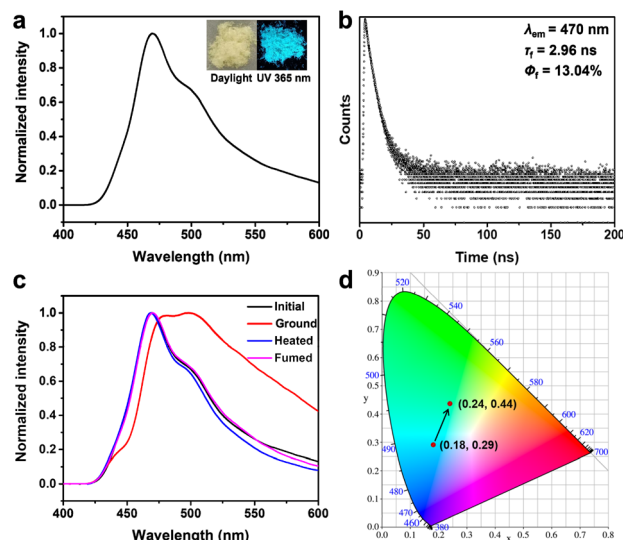 a
Normalized intensity
1.0
0.8
0.6
0.4
0.2
0.0
Daylight UV 365 nm
400 450 500 550 600
Wavelength (nm)
b
Counts
λem = 470 nm
τf = 2.96 ns
Φf = 13.04%
0 50 100 150 200
Time (ns)
c
Normalized intensity
1.0
0.8
0.6
0.4
0.2
0.0
Initial
Ground
Heated
Fumed
400 450 500 550 600
Wavelength (nm)
d
0.9
0.8
0.7
0.6
0.5
y
0.4
0.3
0.2
0.1
0.0
520
540
560
500
580
(0.24, 0.44)
600
620
(0.18, 0.29)
490
700
480
470
460
380
0.0 0.1 0.2 0.3 0.4 0.5 0.6 0.7 0.8
x